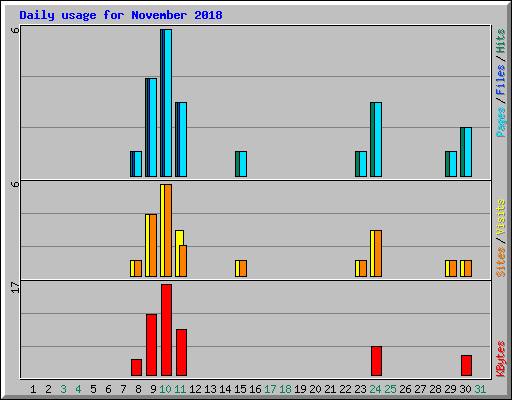 Daily usage for November 2018
6
Pages / Files / Hits
6
Sites / Visits
17
KBytes
1 2 3 4 5 6 7 8 9 10 11 12 13 14 15 16 17 18 19 20 21 22 23 24 25 26 27 28 29 30 31